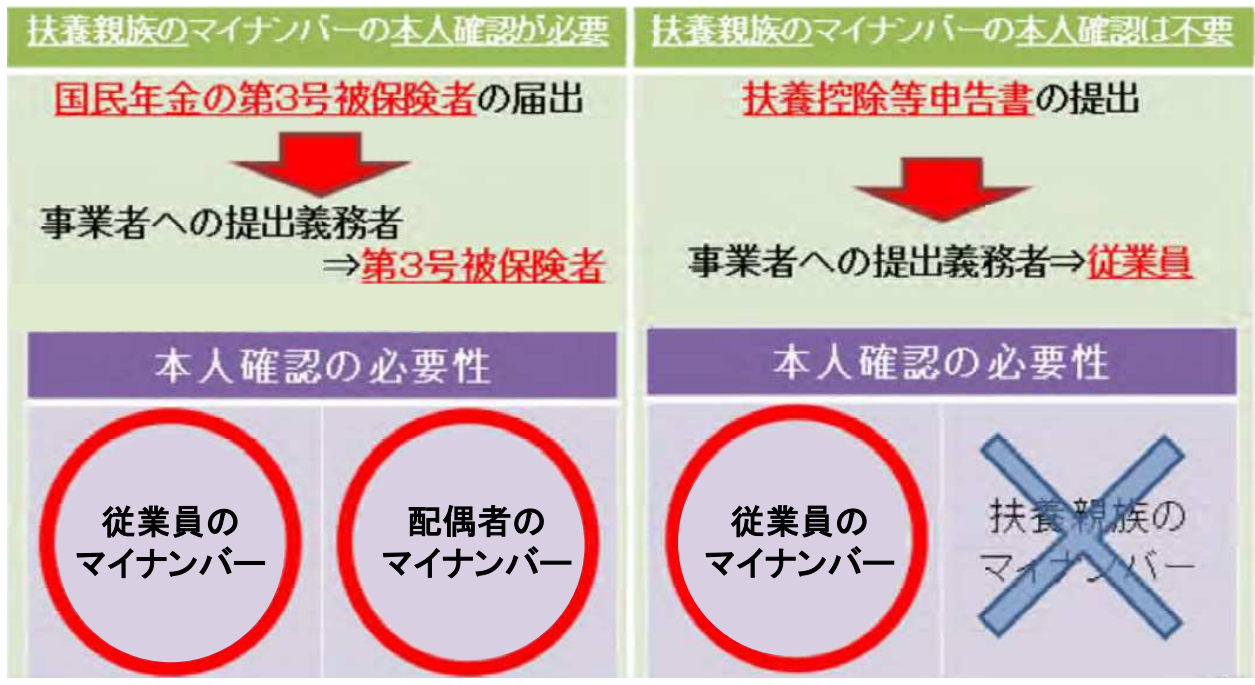 扶養親族のマイナンバーの本人確認が必要
国民年金の第3号被保険者の届出
事業者への提出義務者
⇒第3号被保険者
本人確認の必要性
従業員の
マイナンバー
配偶者の
マイナンバー
扶養親族のマイナンバーの本人確認は不要
扶養控除等申告書の提出
事業者への提出義務者⇒従業員
本人確認の必要性
従業員の
マイナンバー
扶養親族の
マイナンバー